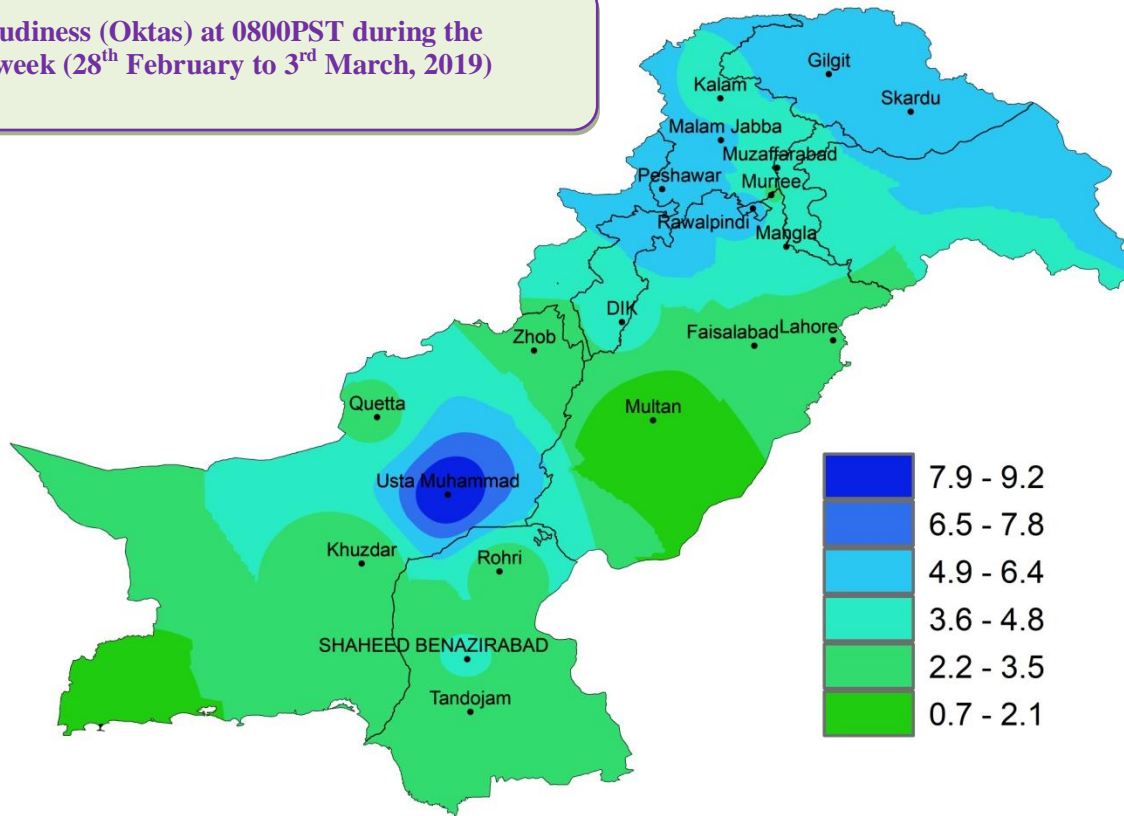 udiness (Oktas) at 0800PST during the
week (28th February to 3rd March, 2019)
Gilgit
Kalam
Skardu
Malam Jabba
Muzaffarabad
Peshawar
Murree
Rawalpindi
Mangla
DIK
Zhob
Faisalabad
Lahore
Quetta
Multan
Usta Muhammad
Khuzdar
Rohri
SHAHEED BENAZIRABAD
Tandojam
7.9 - 9.2
6.5 - 7.8
4.9 - 6.4
3.6 - 4.8
2.2 - 3.5
0.7 - 2.1